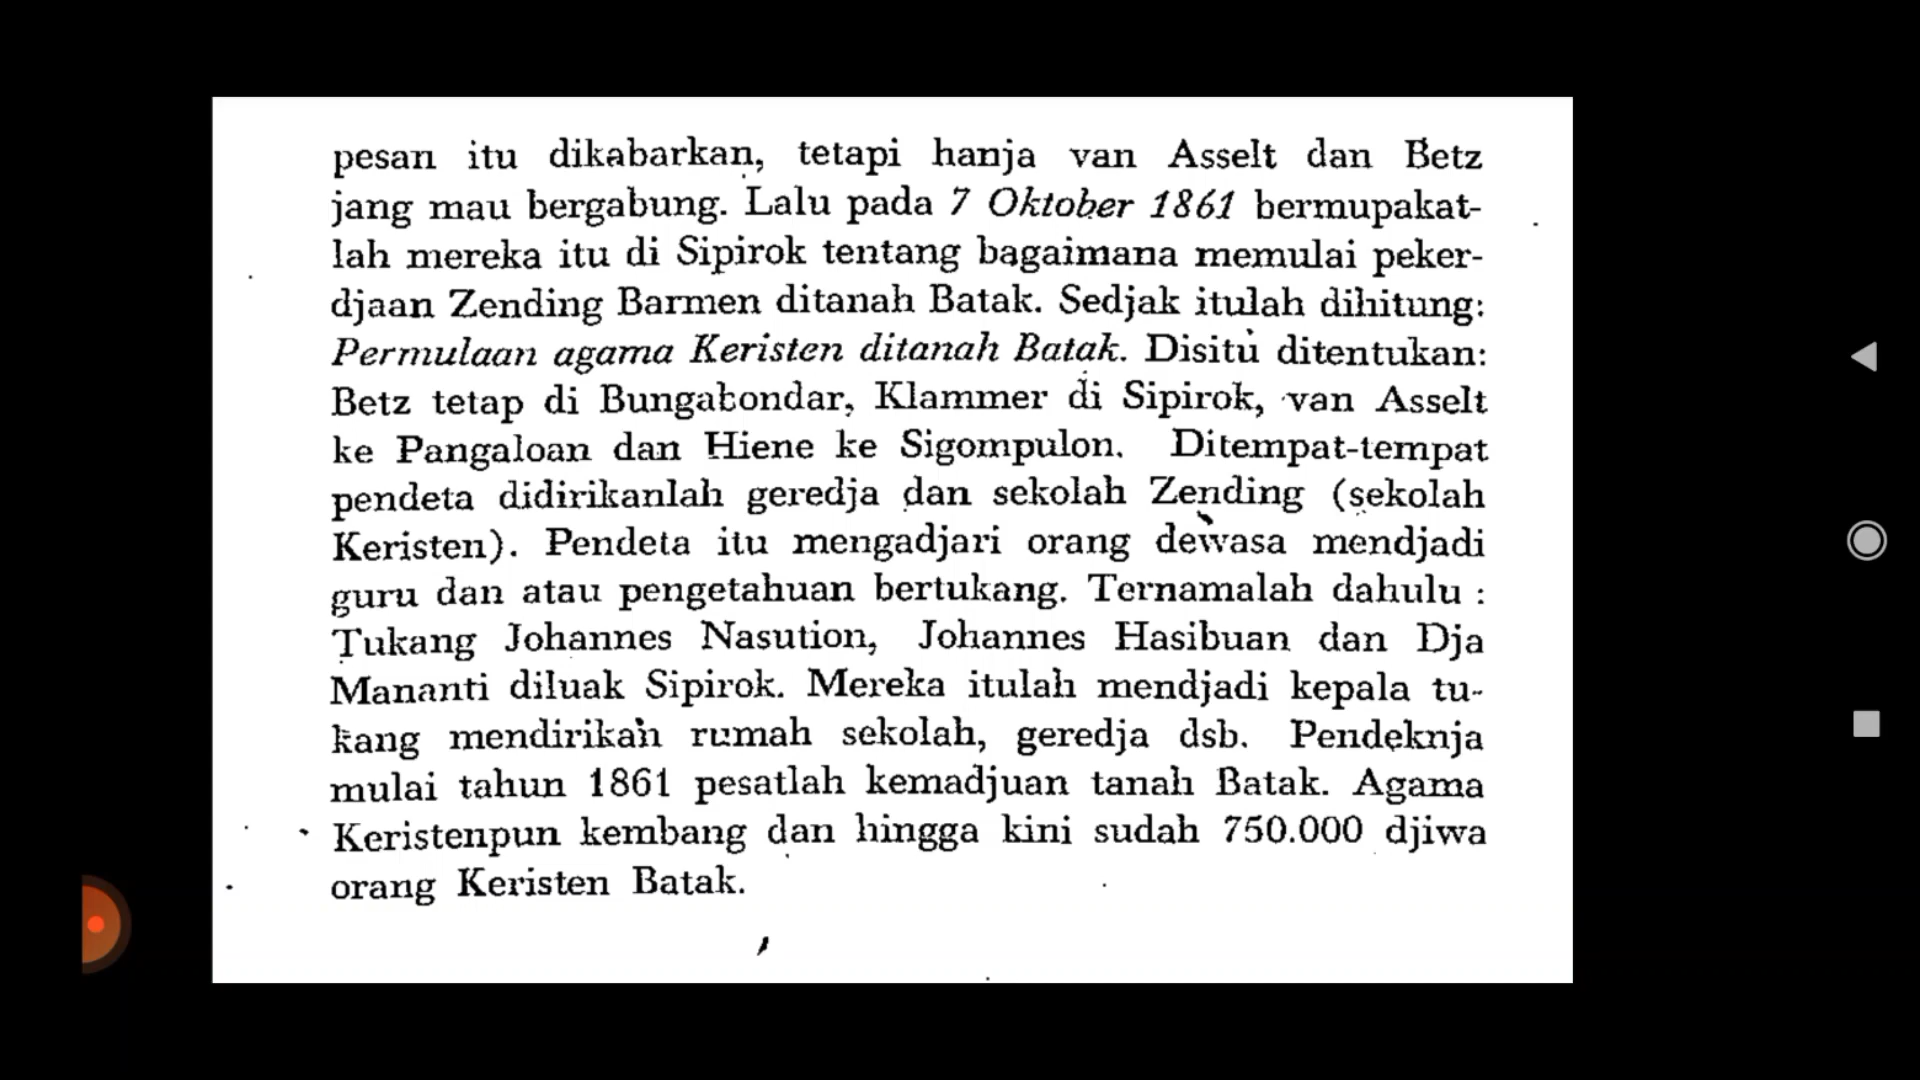 pesan itu dikabarkan, tetapi hanja van Asselt dan Betz
jang mau bergabung. Lalu pada 7 Oktober 1861 bermupakat-
lah mereka itu di Sipirok tentang bagaimana memulai peker-
djaan Zending Barmen ditanah Batak. Sedjak itulah dihitung:
Permulaan agama Keristen ditanah Batak. Disitu ditentukan:
Betz tetap di Bungabondar, Klammer di Sipirok, van Asselt
ke Pangaloan dan Hiene ke Sigompulon. Ditempat-tempat
pendeta didirikanlah geredja dan sekolah Zending (sekolah
Keristen). Pendeta itu mengadjari orang dewasa mendjadi
guru dan atau pengetahuan bertukang. Ternamalah dahulu :
Tukang Johannes Nasution, Johannes Hasibuan dan Dja
Mananti diluak Sipirok. Mereka itulah mendjadi kepala tu-
kang mendirikan rumah sekolah, geredja dsb. Pendeknja
mulai tahun 1861 pesatlah kemadjuan tanah Batak. Agama
Keristenpun kembang dan hingga kini sudah 750.000 djiwa
orang Keristen Batak.